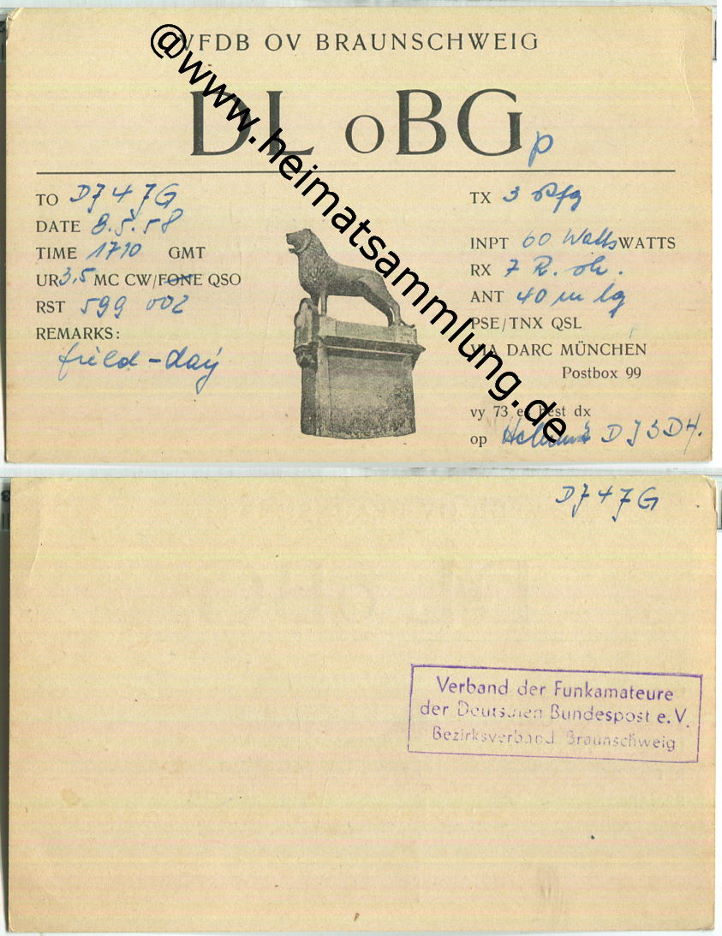 VFDB OV BRAUNSCHWEIG
DL oBG p
TO DJ4JG
DATE 3.5.58
TIME 1710 GMT
UR 3,5 MC CW/FONE QSO
RST 599 002
REMARKS:
field-day
TX 3
INPT 60 Watts WATTS
RX 7 R.
ANT 40 m lg
PSE/TNX QSL
VIA DARC MÜNCHEN
Postbox 99
vy 73 es best dx
op DJ3DH.
@www.heimatsammlung.de
DJ4JG
Verband der Funkamateure
der Deutschen Bundespost e.V.
Bezirksverband Braunschweig